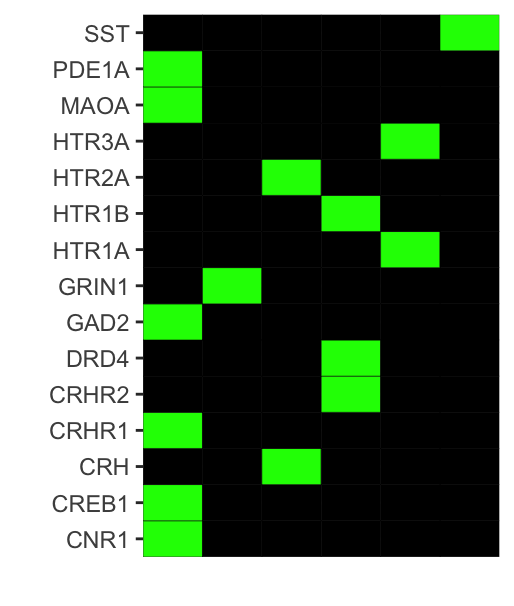 SST
PDE1A
MAOA
HTR3A
HTR2A
HTR1B
HTR1A
GRIN1
GAD2
DRD4
CRHR2
CRHR1
CRH
CREB1
CNR1